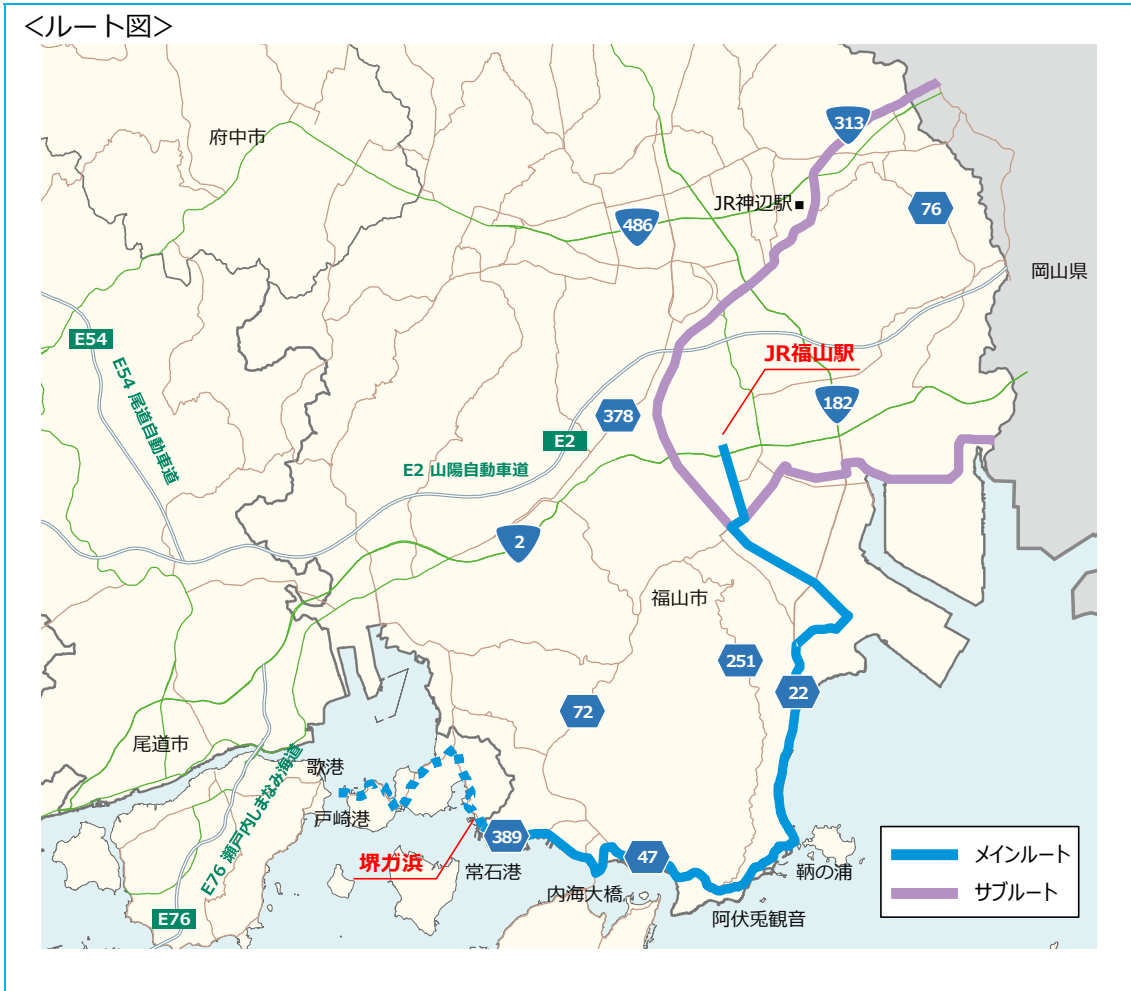 <ルート図>
313
府中市
JR神辺駅
76
486
岡山県
E54
JR福山駅
E54 尾道自動車道
182
378
E2
E2 山陽自動車道
2
福山市
251
22
72
尾道市
歌港
戸崎港
389
メインルート
47
堺ガ浜
常石港
鞆の浦
サブルート
内海大橋
E76 瀬戸内しまなみ海道
E76
阿伏兎観音